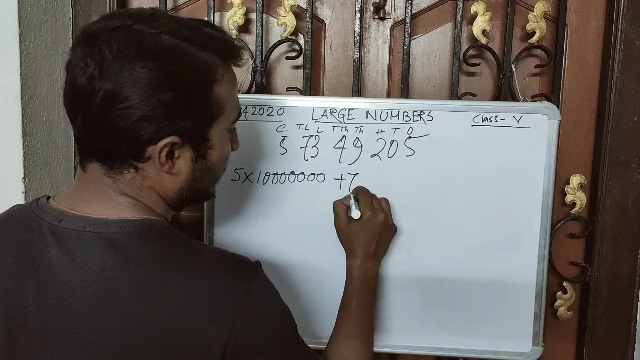 2020 LARGE NUMBERS Class- V
C TL L TTh Th H T O
5 73 49 205
5X10000000 +7